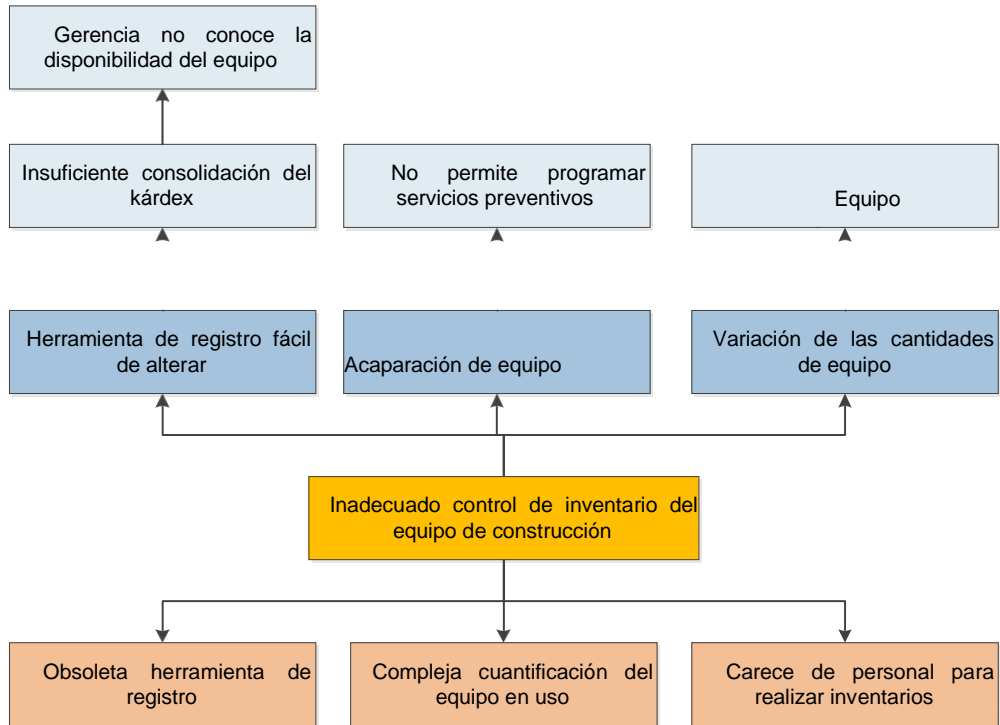 Gerencia no conoce la
disponibilidad del equipo
Insuficiente consolidación del
kárdex
No permite programar
servicios preventivos
Equipo
Herramienta de registro fácil
de alterar
Acaparación de equipo
Variación de las cantidades
de equipo
Inadecuado control de inventario del
equipo de construcción
Obsoleta herramienta de
registro
Compleja cuantificación del
equipo en uso
Carece de personal para
realizar inventarios